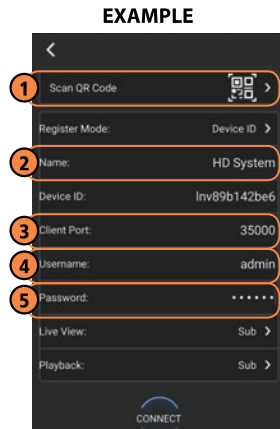 EXAMPLE
1 Scan QR Code
Register Mode: Device ID
2 Name: HD System
Device ID: lnv89b142be6
3 Client Port: 35000
4 Username: admin
5 Password: ••••••
Live View: Sub
Playback: Sub
CONNECT